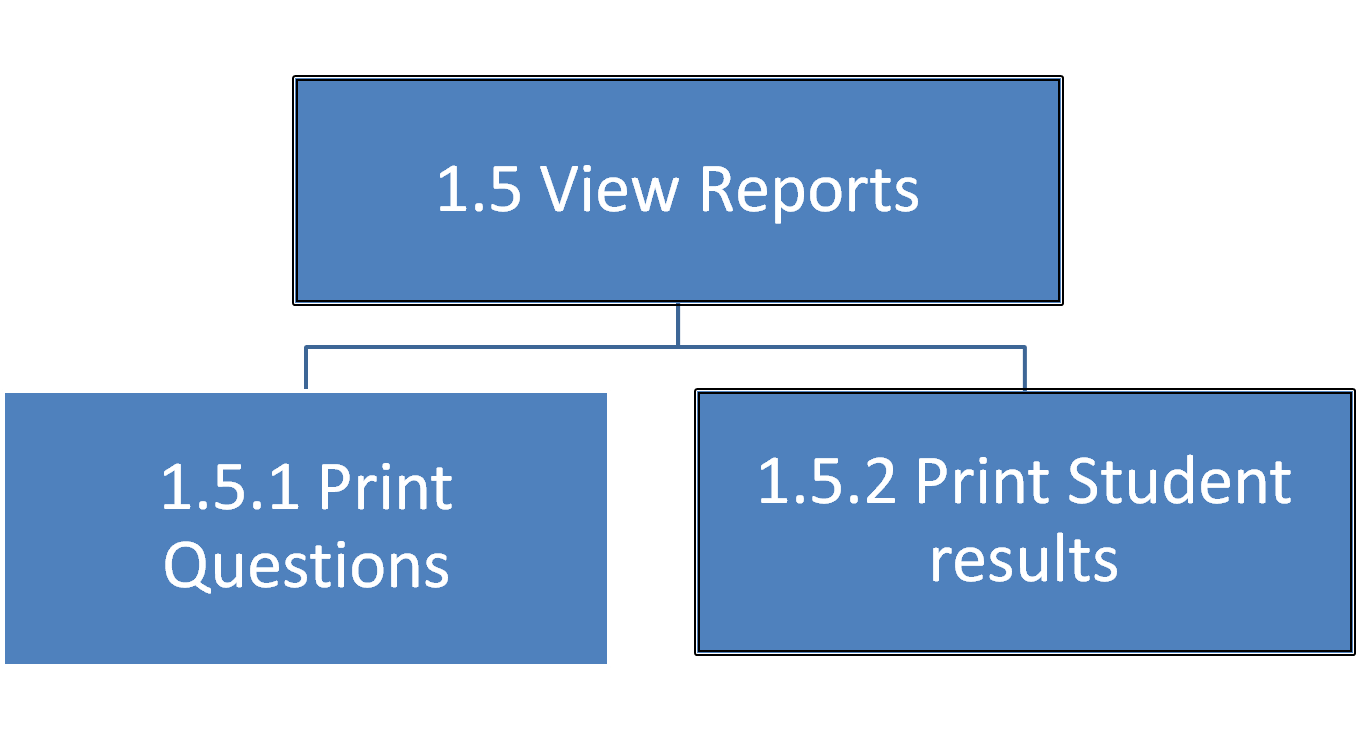 1.5 View Reports
1.5.1 Print
Questions
1.5.2 Print Student
results